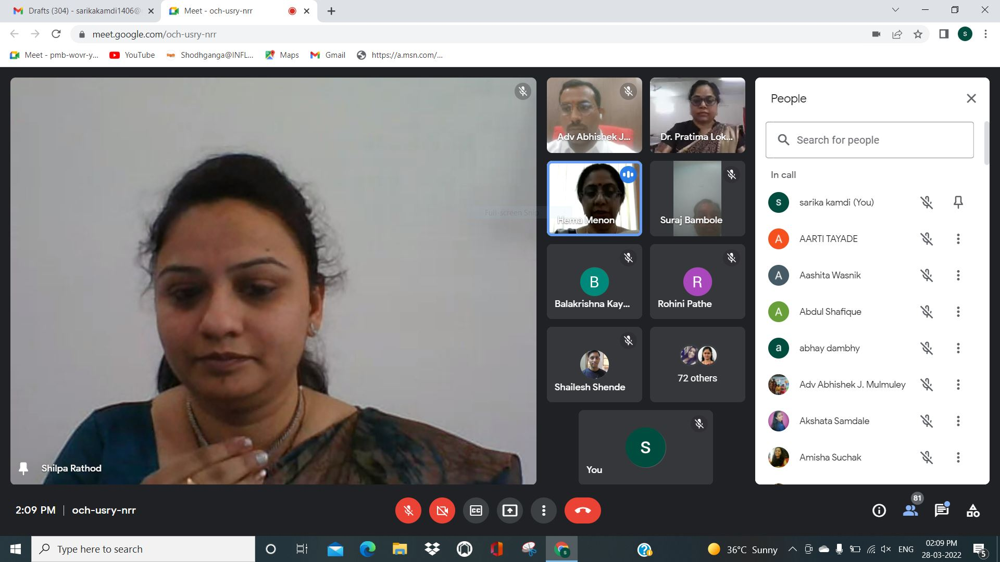 Drafts (304) - sarikakamdi1406@
Meet - och-usry-nrr
meet.google.com/och-usry-nrr
S
Meet - pmb-wovr-y...
YouTube
Shodhganga@INFL...
Maps
Gmail
https://a.msn.com/...
Shilpa Rathod
Adv Abhishek J...
Dr. Pratima Lok...
Full-screen Snip
Hema Menon
Suraj Bambole
B
Balakrishna Kay...
R
Rohini Pathe
Shailesh Shende
72 others
S
You
People
Search for people
In call
s
sarika kamdi (You)
A
AARTI TAYADE
A
Aashita Wasnik
A
Abdul Shafique
a
abhay dambhy
Adv Abhishek J. Mulmuley
Akshata Samdale
Amisha Suchak
2:09 PM | och-usry-nrr
CC
81
Type here to search
36°C Sunny
ENG
02:09 PM
28-03-2022
5